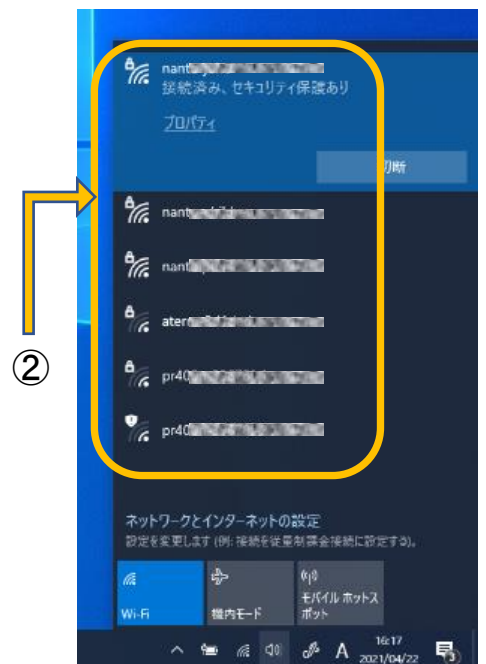 nant
接続済み、セキュリティ保護あり
プロパティ
切断
nant
nant
ater
pr40
pr40
②
ネットワークとインターネットの設定
設定を変更します (例: 接続を従量制課金接続に設定する)。
Wi-Fi
機内モード
モバイル ホットス
ポット
A
16:17
2021/04/22
3